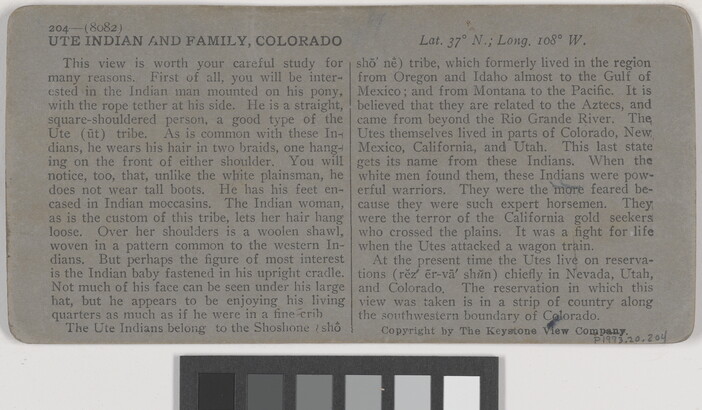 204—(8082)
UTE INDIAN AND FAMILY, COLORADO
Lat. 37° N.; Long. 108° W.
This view is worth your careful study for
many reasons. First of all, you will be inter-
ested in the Indian man mounted on his pony,
with the rope tether at his side. He is a straight,
square-shouldered person, a good type of the
Ute (ūt) tribe. As is common with these In-
dians, he wears his hair in two braids, one hang-
ing on the front of either shoulder. You will
notice, too, that, unlike the white plainsman, he
does not wear tall boots. He has his feet en-
cased in Indian moccasins. The Indian woman,
as is the custom of this tribe, lets her hair hang
loose. Over her shoulders is a woolen shawl,
woven in a pattern common to the western In-
dians. But perhaps the figure of most interest
is the Indian baby fastened in his upright cradle.
Not much of his face can be seen under his large
hat, but he appears to be enjoying his living
quarters as much as if he were in a fine crib
The Ute Indians belong to the Shoshone (shō
shō′ nē) tribe, which formerly lived in the region
from Oregon and Idaho almost to the Gulf of
Mexico; and from Montana to the Pacific. It is
believed that they are related to the Aztecs, and
came from beyond the Rio Grande River. The
Utes themselves lived in parts of Colorado, New
Mexico, California, and Utah. This last state
gets its name from these Indians. When the
white men found them, these Indians were pow-
erful warriors. They were the more feared be-
cause they were such expert horsemen. They
were the terror of the California gold seekers
who crossed the plains. It was a fight for life
when the Utes attacked a wagon train.
At the present time the Utes live on reserva-
tions (rĕz′ ẽr-vā′ shŭn) chiefly in Nevada, Utah,
and Colorado. The reservation in which this
view was taken is in a strip of country along
the southwestern boundary of Colorado.
Copyright by The Keystone View Company.
P1995.20.204